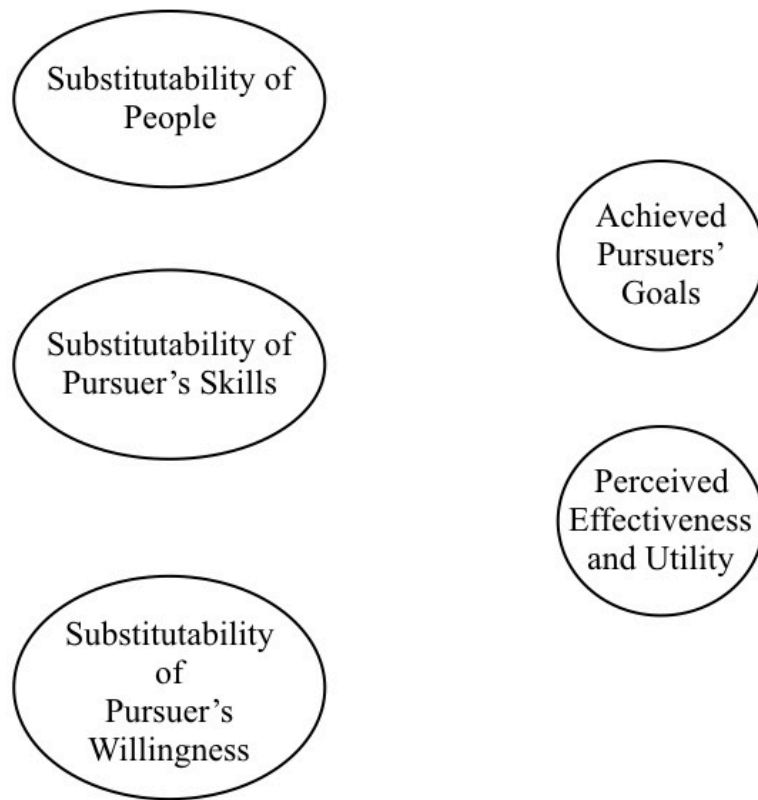 Substitutability of
People
Achieved
Pursuers’
Goals
Substitutability of
Pursuer’s Skills
Perceived
Effectiveness
and Utility
Substitutability
of
Pursuer’s
Willingness